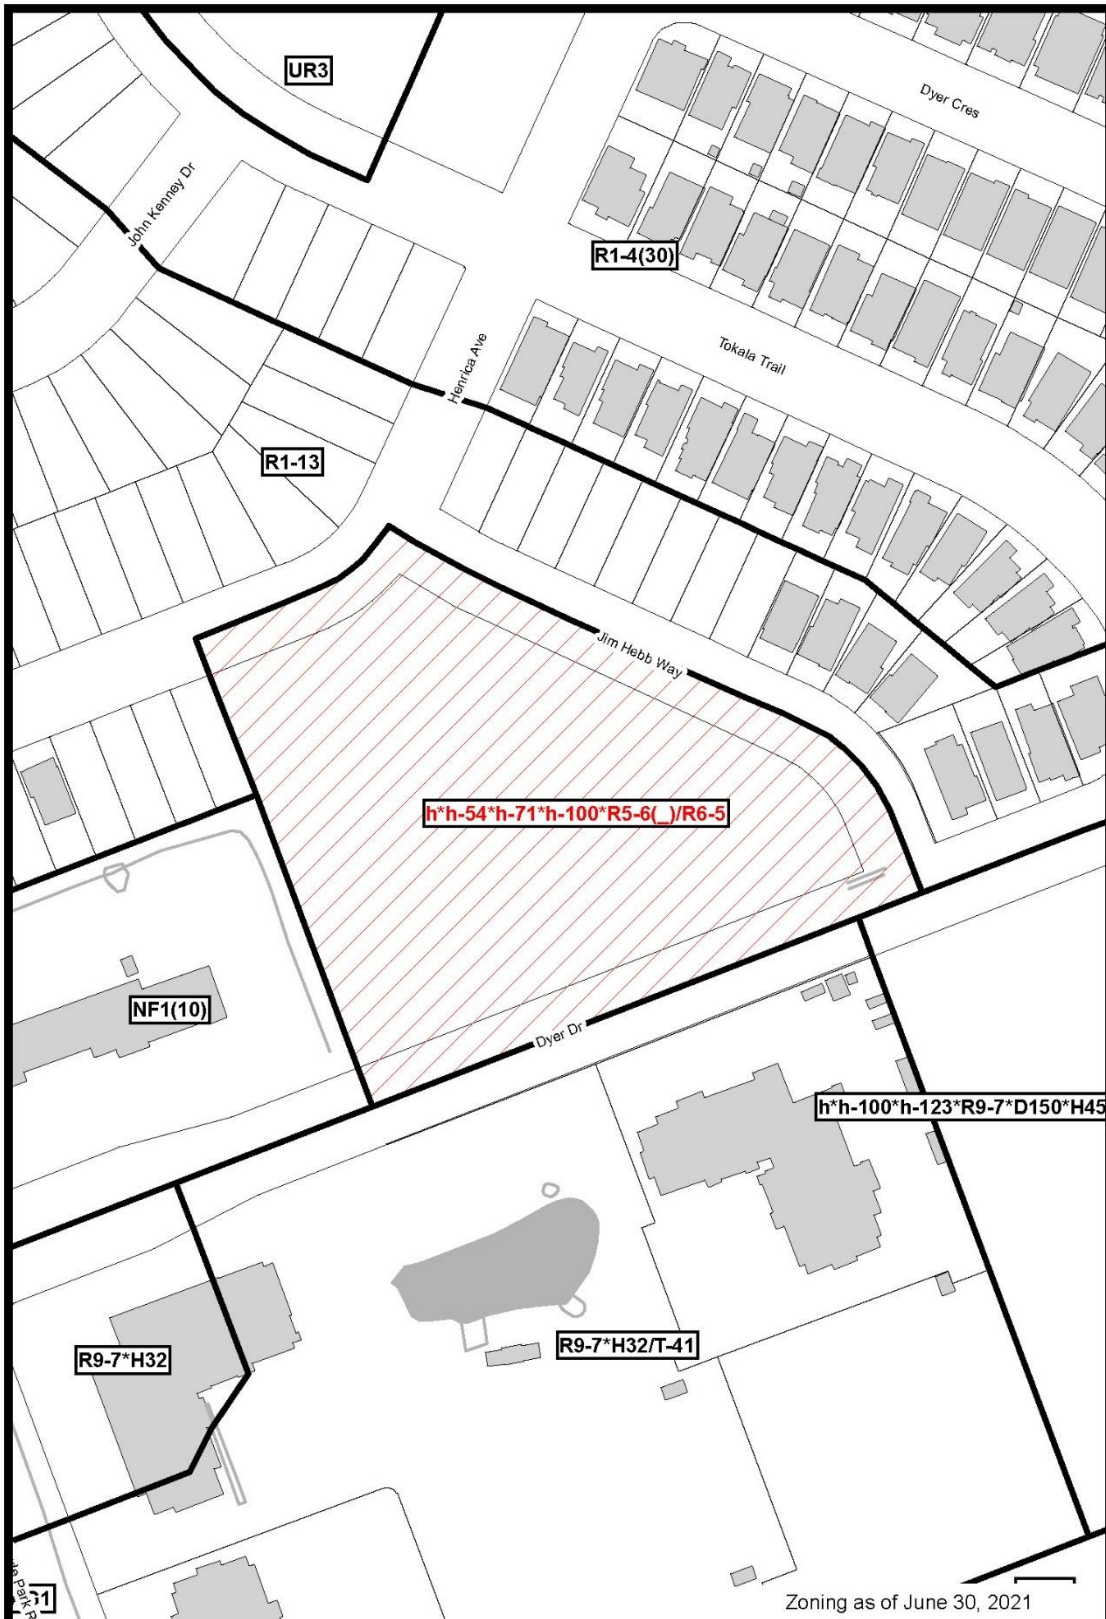 UR3
Dyer Cres
John Kenney Dr
R1-4(30)
Tokala Trail
Henrica Ave
R1-13
Jim Hebb Way
h*h-54*h-71*h-100*R5-6(_)/R6-5
NF1(10)
Dyer Dr
h*h-100*h-123*R9-7*D150*H45
R9-7*H32/T-41
R9-7*H32
Zoning as of June 30, 2021